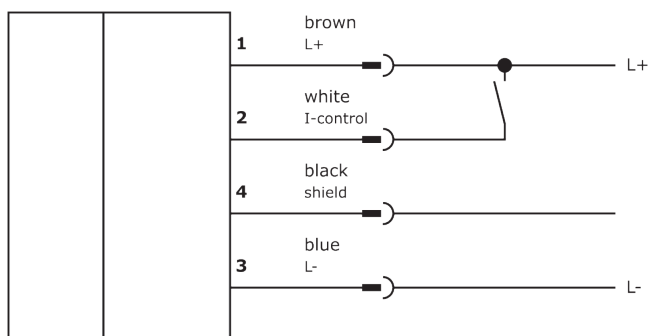 brown
1 L+
L+
white
2 I-control
black
4 shield
blue
3 L-
L-